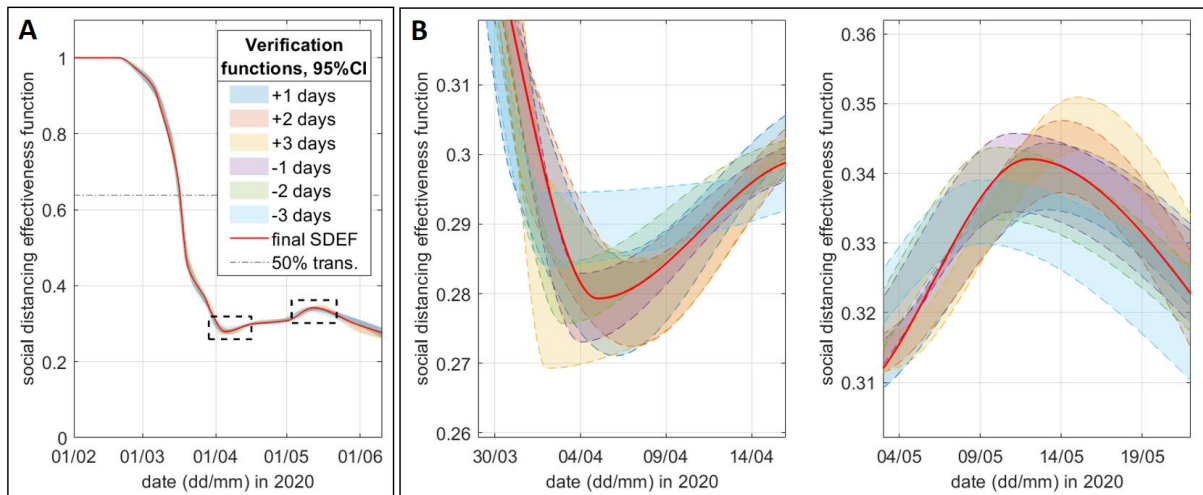 A
Verification
functions, 95%CI
+1 days
+2 days
+3 days
-1 days
-2 days
-3 days
final SDEF
50% trans.
social distancing effectiveness function
1
0.8
0.6
0.4
0.2
0
01/02 01/03 01/04 01/05 01/06
date (dd/mm) in 2020
B
social distancing effectiveness function
0.31
0.3
0.29
0.28
0.27
0.26
30/03 04/04 09/04 14/04
date (dd/mm) in 2020
social distancing effectiveness function
0.36
0.35
0.34
0.33
0.32
0.31
04/05 09/05 14/05 19/05
date (dd/mm) in 2020